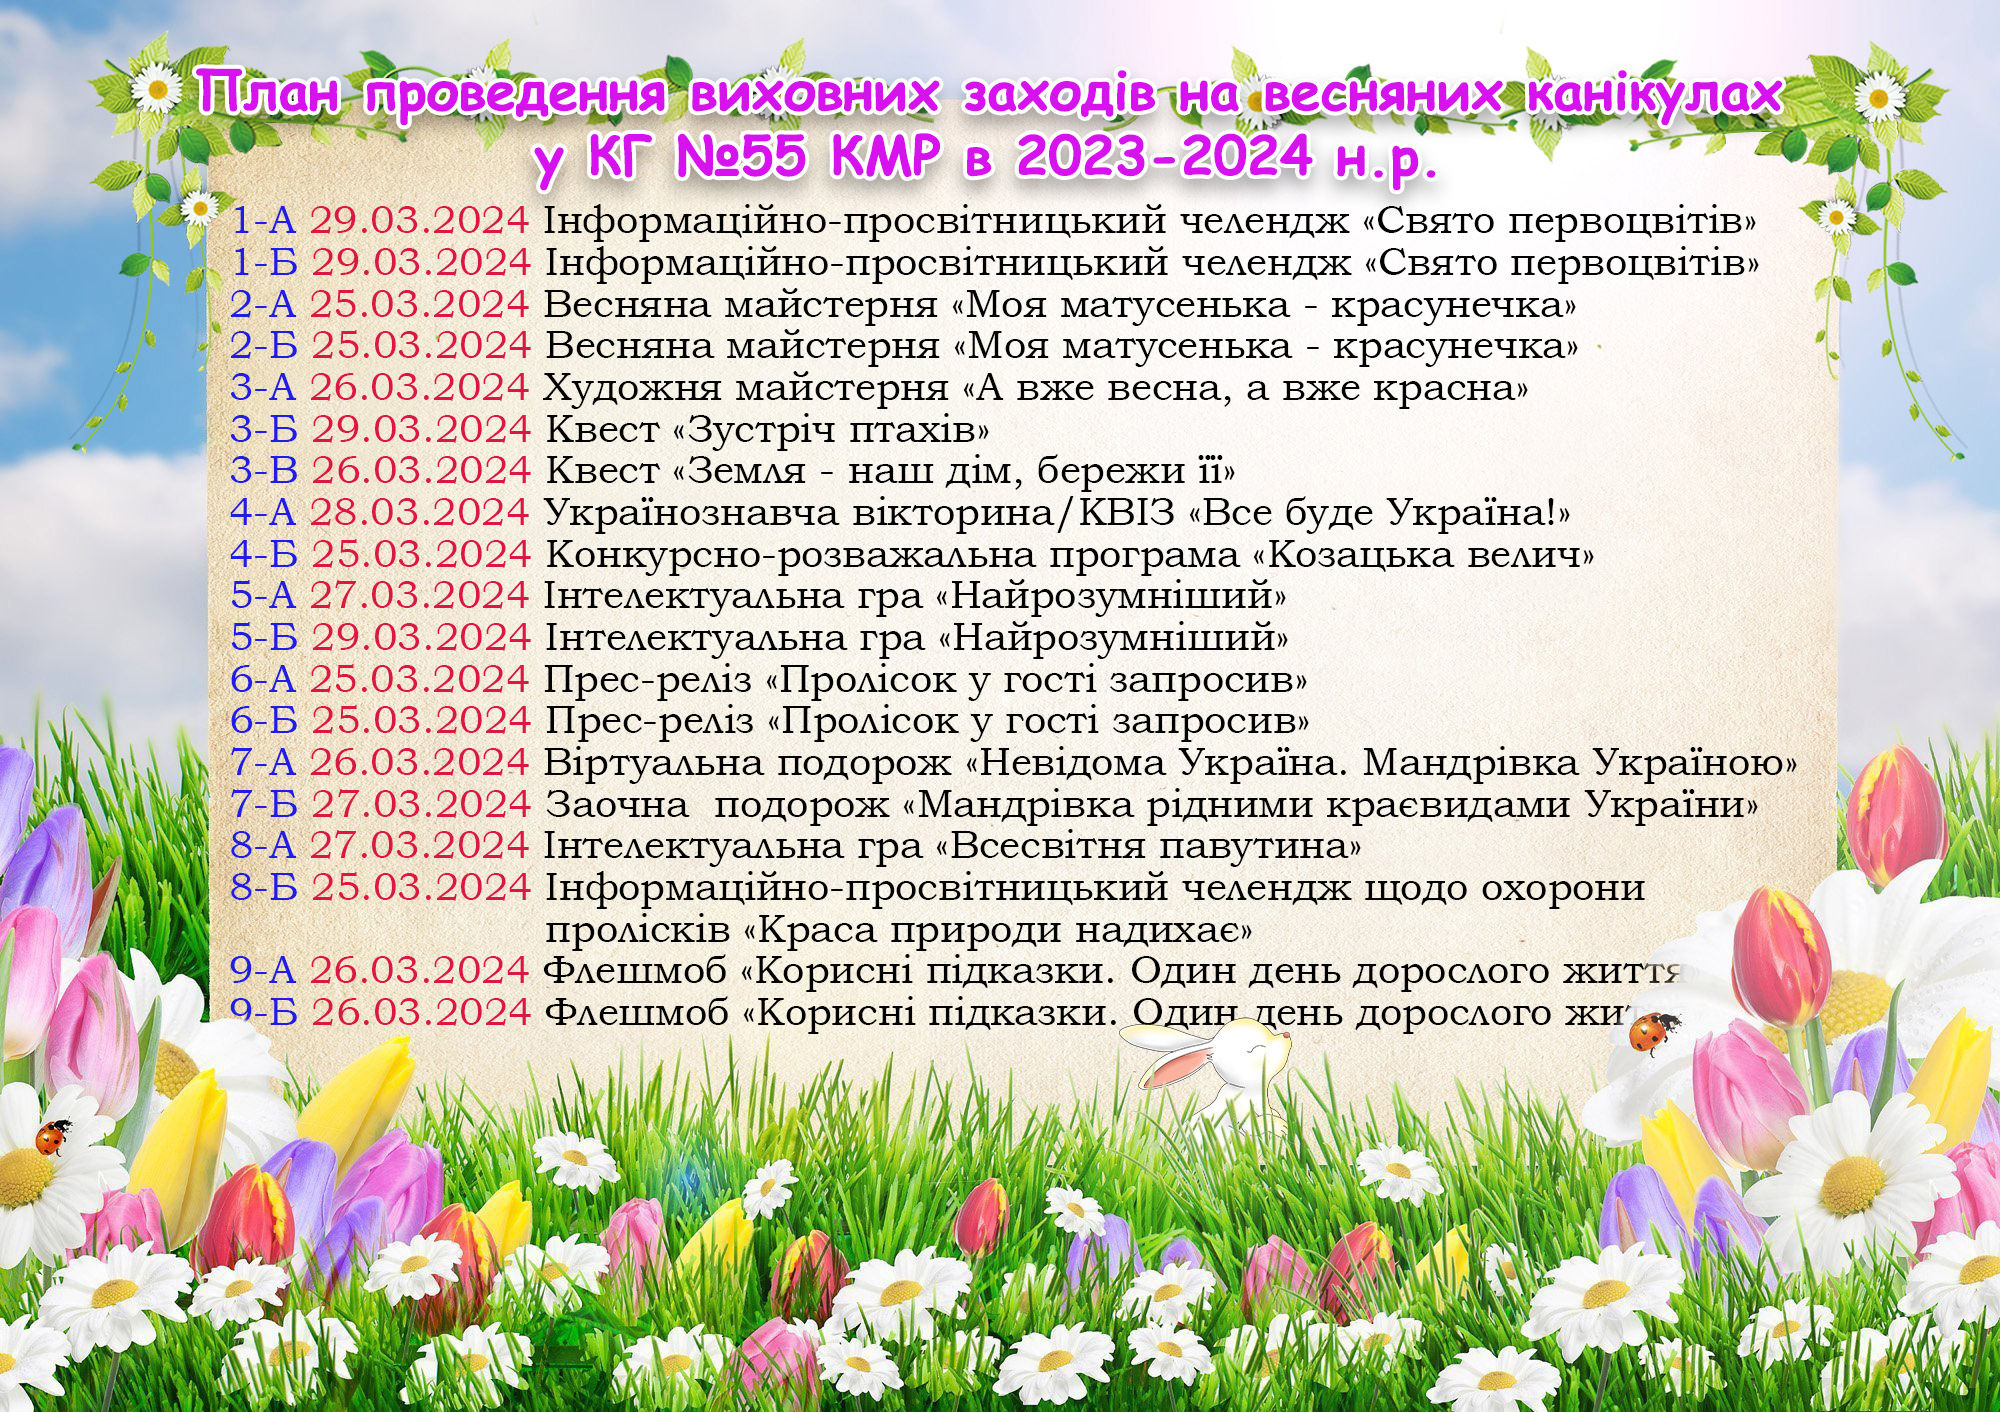 План проведення виховних заходів на весняних канікулах
у КГ №55 КМР в 2023-2024 н.р.
1-А 29.03.2024 Інформаційно-просвітницький челендж «Свято первоцвітів»
1-Б 29.03.2024 Інформаційно-просвітницький челендж «Свято первоцвітів»
2-А 25.03.2024 Весняна майстерня «Моя матусенька - красунечка»
2-Б 25.03.2024 Весняна майстерня «Моя матусенька - красунечка»
3-А 26.03.2024 Художня майстерня «А вже весна, а вже красна»
3-Б 29.03.2024 Квест «Зустріч птахів»
3-В 26.03.2024 Квест «Земля - наш дім, бережи її»
4-А 28.03.2024 Українознавча вікторина/КВІЗ «Все буде Україна!»
4-Б 25.03.2024 Конкурсно-розважальна програма «Козацька велич»
5-А 27.03.2024 Інтелектуальна гра «Найрозумніший»
5-Б 29.03.2024 Інтелектуальна гра «Найрозумніший»
6-А 25.03.2024 Прес-реліз «Пролісок у гості запросив»
6-Б 25.03.2024 Прес-реліз «Пролісок у гості запросив»
7-А 26.03.2024 Віртуальна подорож «Невідома Україна. Мандрівка Україною»
7-Б 27.03.2024 Заочна подорож «Мандрівка рідними краєвидами України»
8-А 27.03.2024 Інтелектуальна гра «Всесвітня павутина»
8-Б 25.03.2024 Інформаційно-просвітницький челендж щодо охорони
пролісків «Краса природи надихає»
9-А 26.03.2024 Флешмоб «Корисні підказки. Один день дорослого життя
9-Б 26.03.2024 Флешмоб «Корисні підказки. Один день дорослого